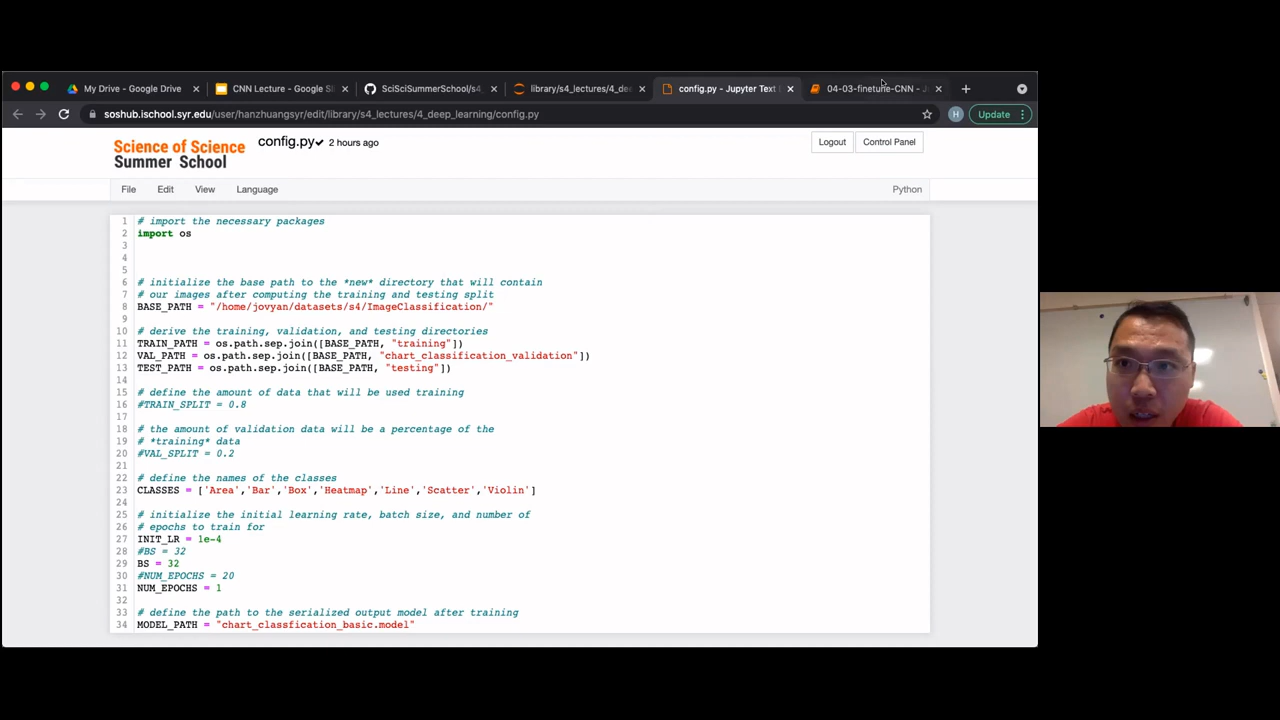 My Drive - Google Drive
CNN Lecture - Google Sl
SciSciSummerSchool/s4_
library/s4_lectures/4_dee
config.py - Jupyter Text
04-03-finetune-CNN - J
soshub.ischool.syr.edu/user/hanzhuangsyr/edit/library/s4_lectures/4_deep_learning/config.py
H
Update
Science of Science
Summer School
config.py 2 hours ago
Logout
Control Panel
File Edit View Language
Python
1 # import the necessary packages
2 import os
3
4
5
6 # initialize the base path to the *new* directory that will contain
7 # our images after computing the training and testing split
8 BASE_PATH = "/home/jovyan/datasets/s4/ImageClassification/"
9
10 # derive the training, validation, and testing directories
11 TRAIN_PATH = os.path.sep.join([BASE_PATH, "training"])
12 VAL_PATH = os.path.sep.join([BASE_PATH, "chart_classification_validation"])
13 TEST_PATH = os.path.sep.join([BASE_PATH, "testing"])
14
15 # define the amount of data that will be used training
16 #TRAIN_SPLIT = 0.8
17
18 # the amount of validation data will be a percentage of the
19 # *training* data
20 #VAL_SPLIT = 0.2
21
22 # define the names of the classes
23 CLASSES = ['Area','Bar','Box','Heatmap','Line','Scatter','Violin']
24
25 # initialize the initial learning rate, batch size, and number of
26 # epochs to train for
27 INIT_LR = 1e-4
28 #BS = 32
29 BS = 32
30 #NUM_EPOCHS = 20
31 NUM_EPOCHS = 1
32
33 # define the path to the serialized output model after training
34 MODEL_PATH = "chart_classfication_basic.model"